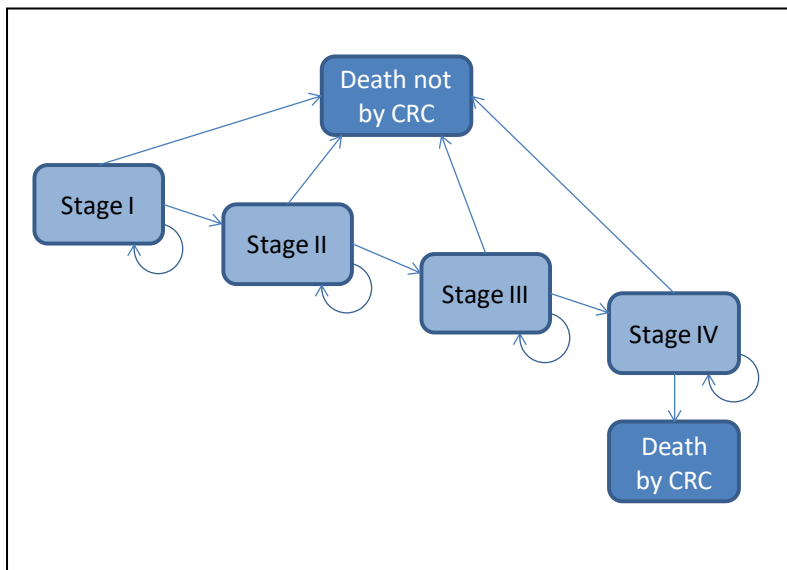 Death not
by CRC
Stage I
Stage II
Stage III
Stage IV
Death
by CRC